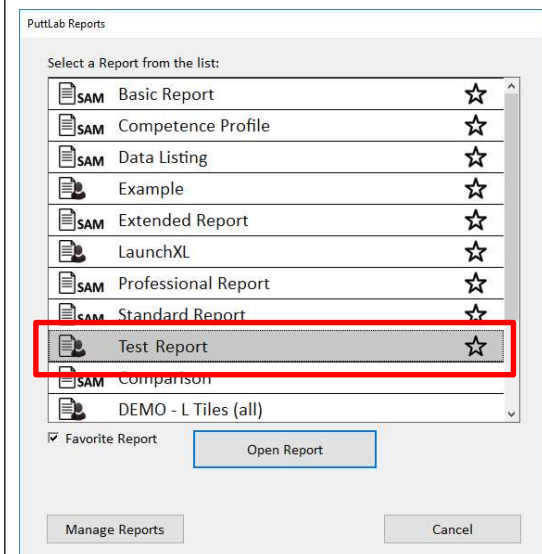 PuttLab Reports
Select a Report from the list:
SAM Basic Report
SAM Competence Profile
SAM Data Listing
Example
SAM Extended Report
LaunchXL
SAM Professional Report
SAM Standard Report
Test Report
SAM Comparison
DEMO - L Tiles (all)
Favorite Report
Open Report
Manage Reports Cancel